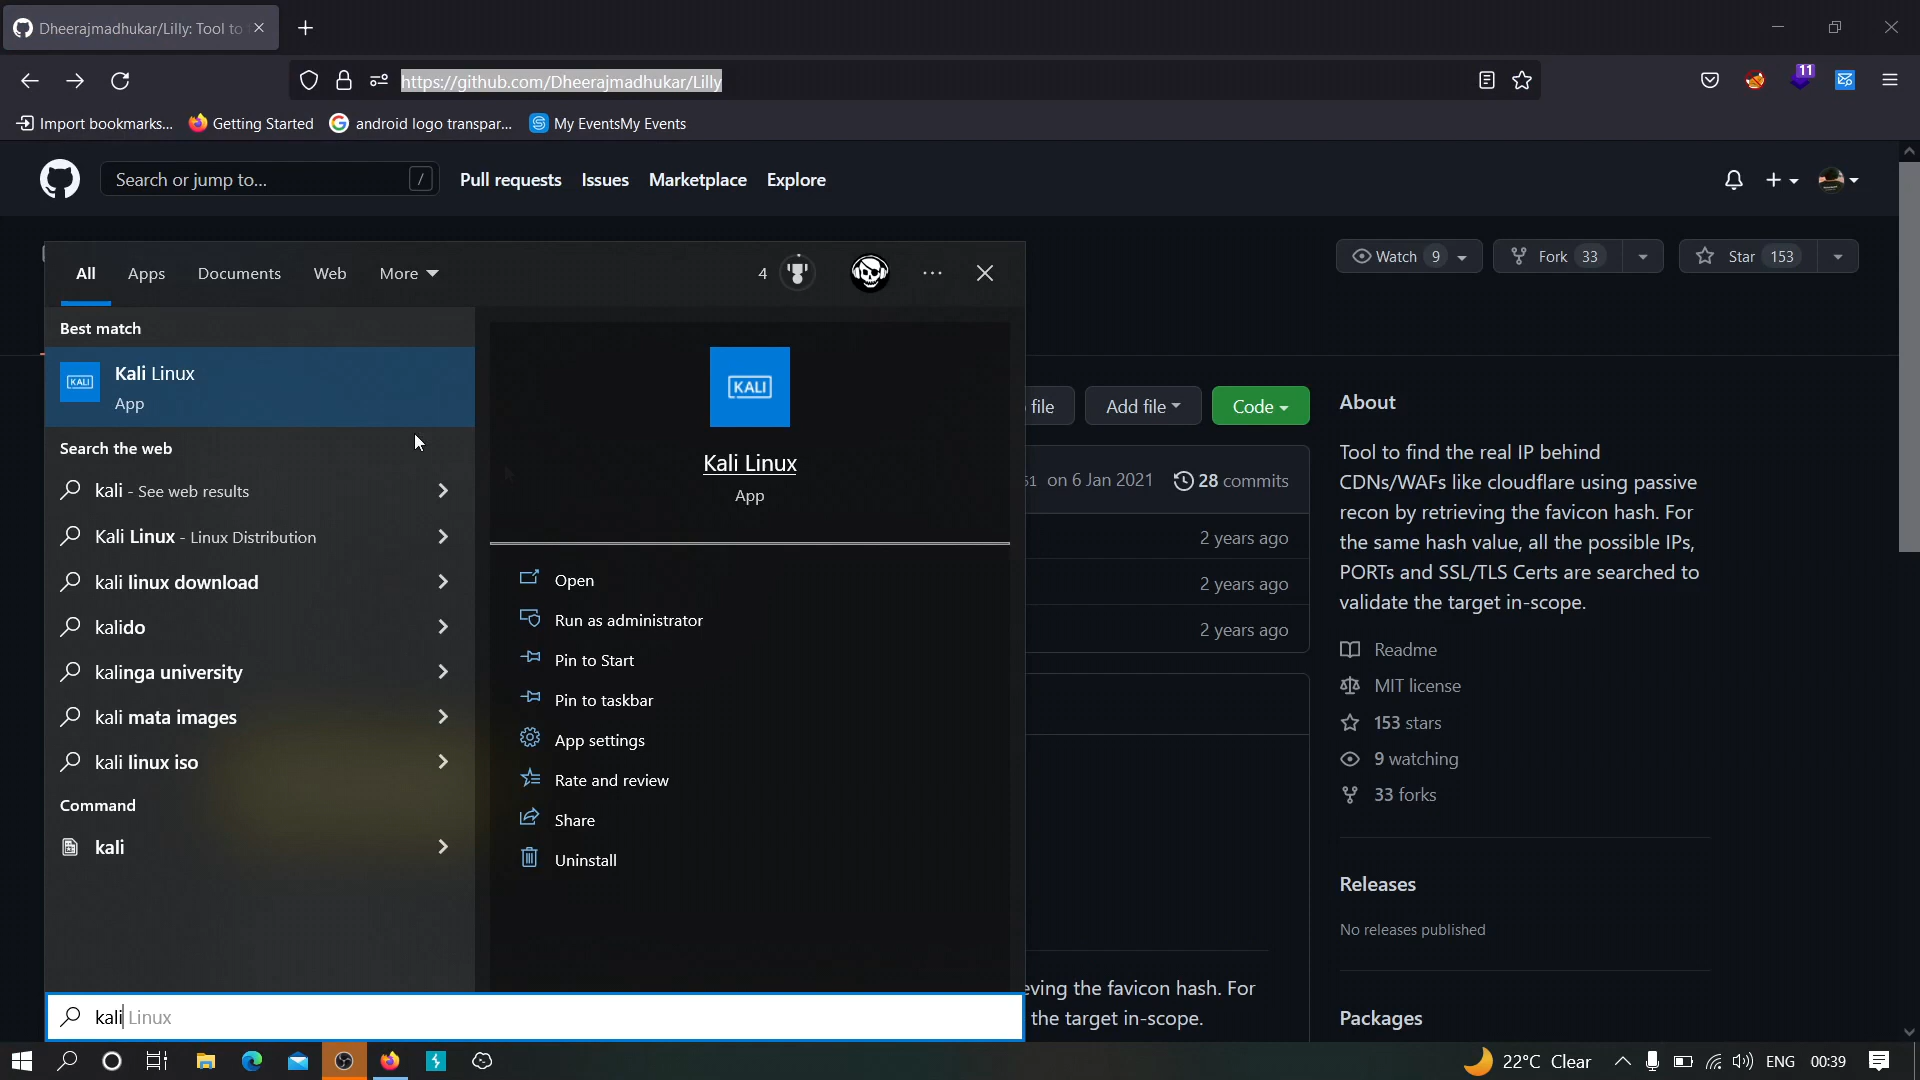 Dheerajmadhukar/Lilly: Tool to
https://github.com/Dheerajmadhukar/Lilly
11
Import bookmarks...
Getting Started
android logo transpar...
My EventsMy Events
Search or jump to...
/
Pull requests
Issues
Marketplace
Explore
Watch 9
Fork 33
Star 153
All
Apps
Documents
Web
More
4
Best match
Kali Linux
App
Search the web
kali - See web results
Kali Linux - Linux Distribution
kali linux download
kalido
kalinga university
kali mata images
kali linux iso
Command
kali
KALI
KALI
Kali Linux
App
Open
Run as administrator
Pin to Start
Pin to taskbar
App settings
Rate and review
Share
Uninstall
kali Linux
file
Add file
Code
on 6 Jan 2021
28 commits
2 years ago
2 years ago
2 years ago
eving the favicon hash. For
the target in-scope.
About
Tool to find the real IP behind
CDNs/WAFs like cloudflare using passive
recon by retrieving the favicon hash. For
the same hash value, all the possible IPs,
PORTs and SSL/TLS Certs are searched to
validate the target in-scope.
Readme
MIT license
153 stars
9 watching
33 forks
Releases
No releases published
Packages
22°C Clear
ENG
00:39